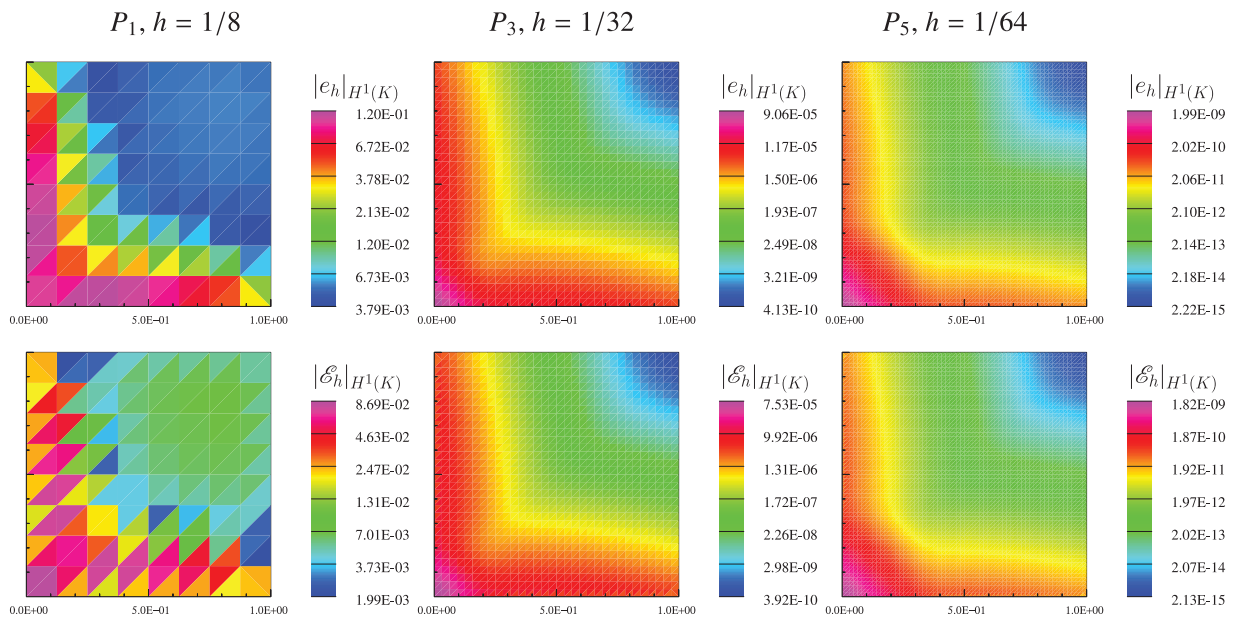 P₁, h = 1/8
P₃, h = 1/32
P₅, h = 1/64
|e_h|_{H¹(K)}
1.20E-01
6.72E-02
3.78E-02
2.13E-02
1.20E-02
6.73E-03
3.79E-03
0.0E+00 5.0E−01 1.0E+00
|e_h|_{H¹(K)}
9.06E-05
1.17E-05
1.50E-06
1.93E-07
2.49E-08
3.21E-09
4.13E-10
0.0E+00 5.0E−01 1.0E+00
|e_h|_{H¹(K)}
1.99E-09
2.02E-10
2.06E-11
2.10E-12
2.14E-13
2.18E-14
2.22E-15
0.0E+00 5.0E−01 1.0E+00
|ℰ_h|_{H¹(K)}
8.69E-02
4.63E-02
2.47E-02
1.31E-02
7.01E-03
3.73E-03
1.99E-03
0.0E+00 5.0E−01 1.0E+00
|ℰ_h|_{H¹(K)}
7.53E-05
9.92E-06
1.31E-06
1.72E-07
2.26E-08
2.98E-09
3.92E-10
0.0E+00 5.0E−01 1.0E+00
|ℰ_h|_{H¹(K)}
1.82E-09
1.87E-10
1.92E-11
1.97E-12
2.02E-13
2.07E-14
2.13E-15
0.0E+00 5.0E−01 1.0E+00